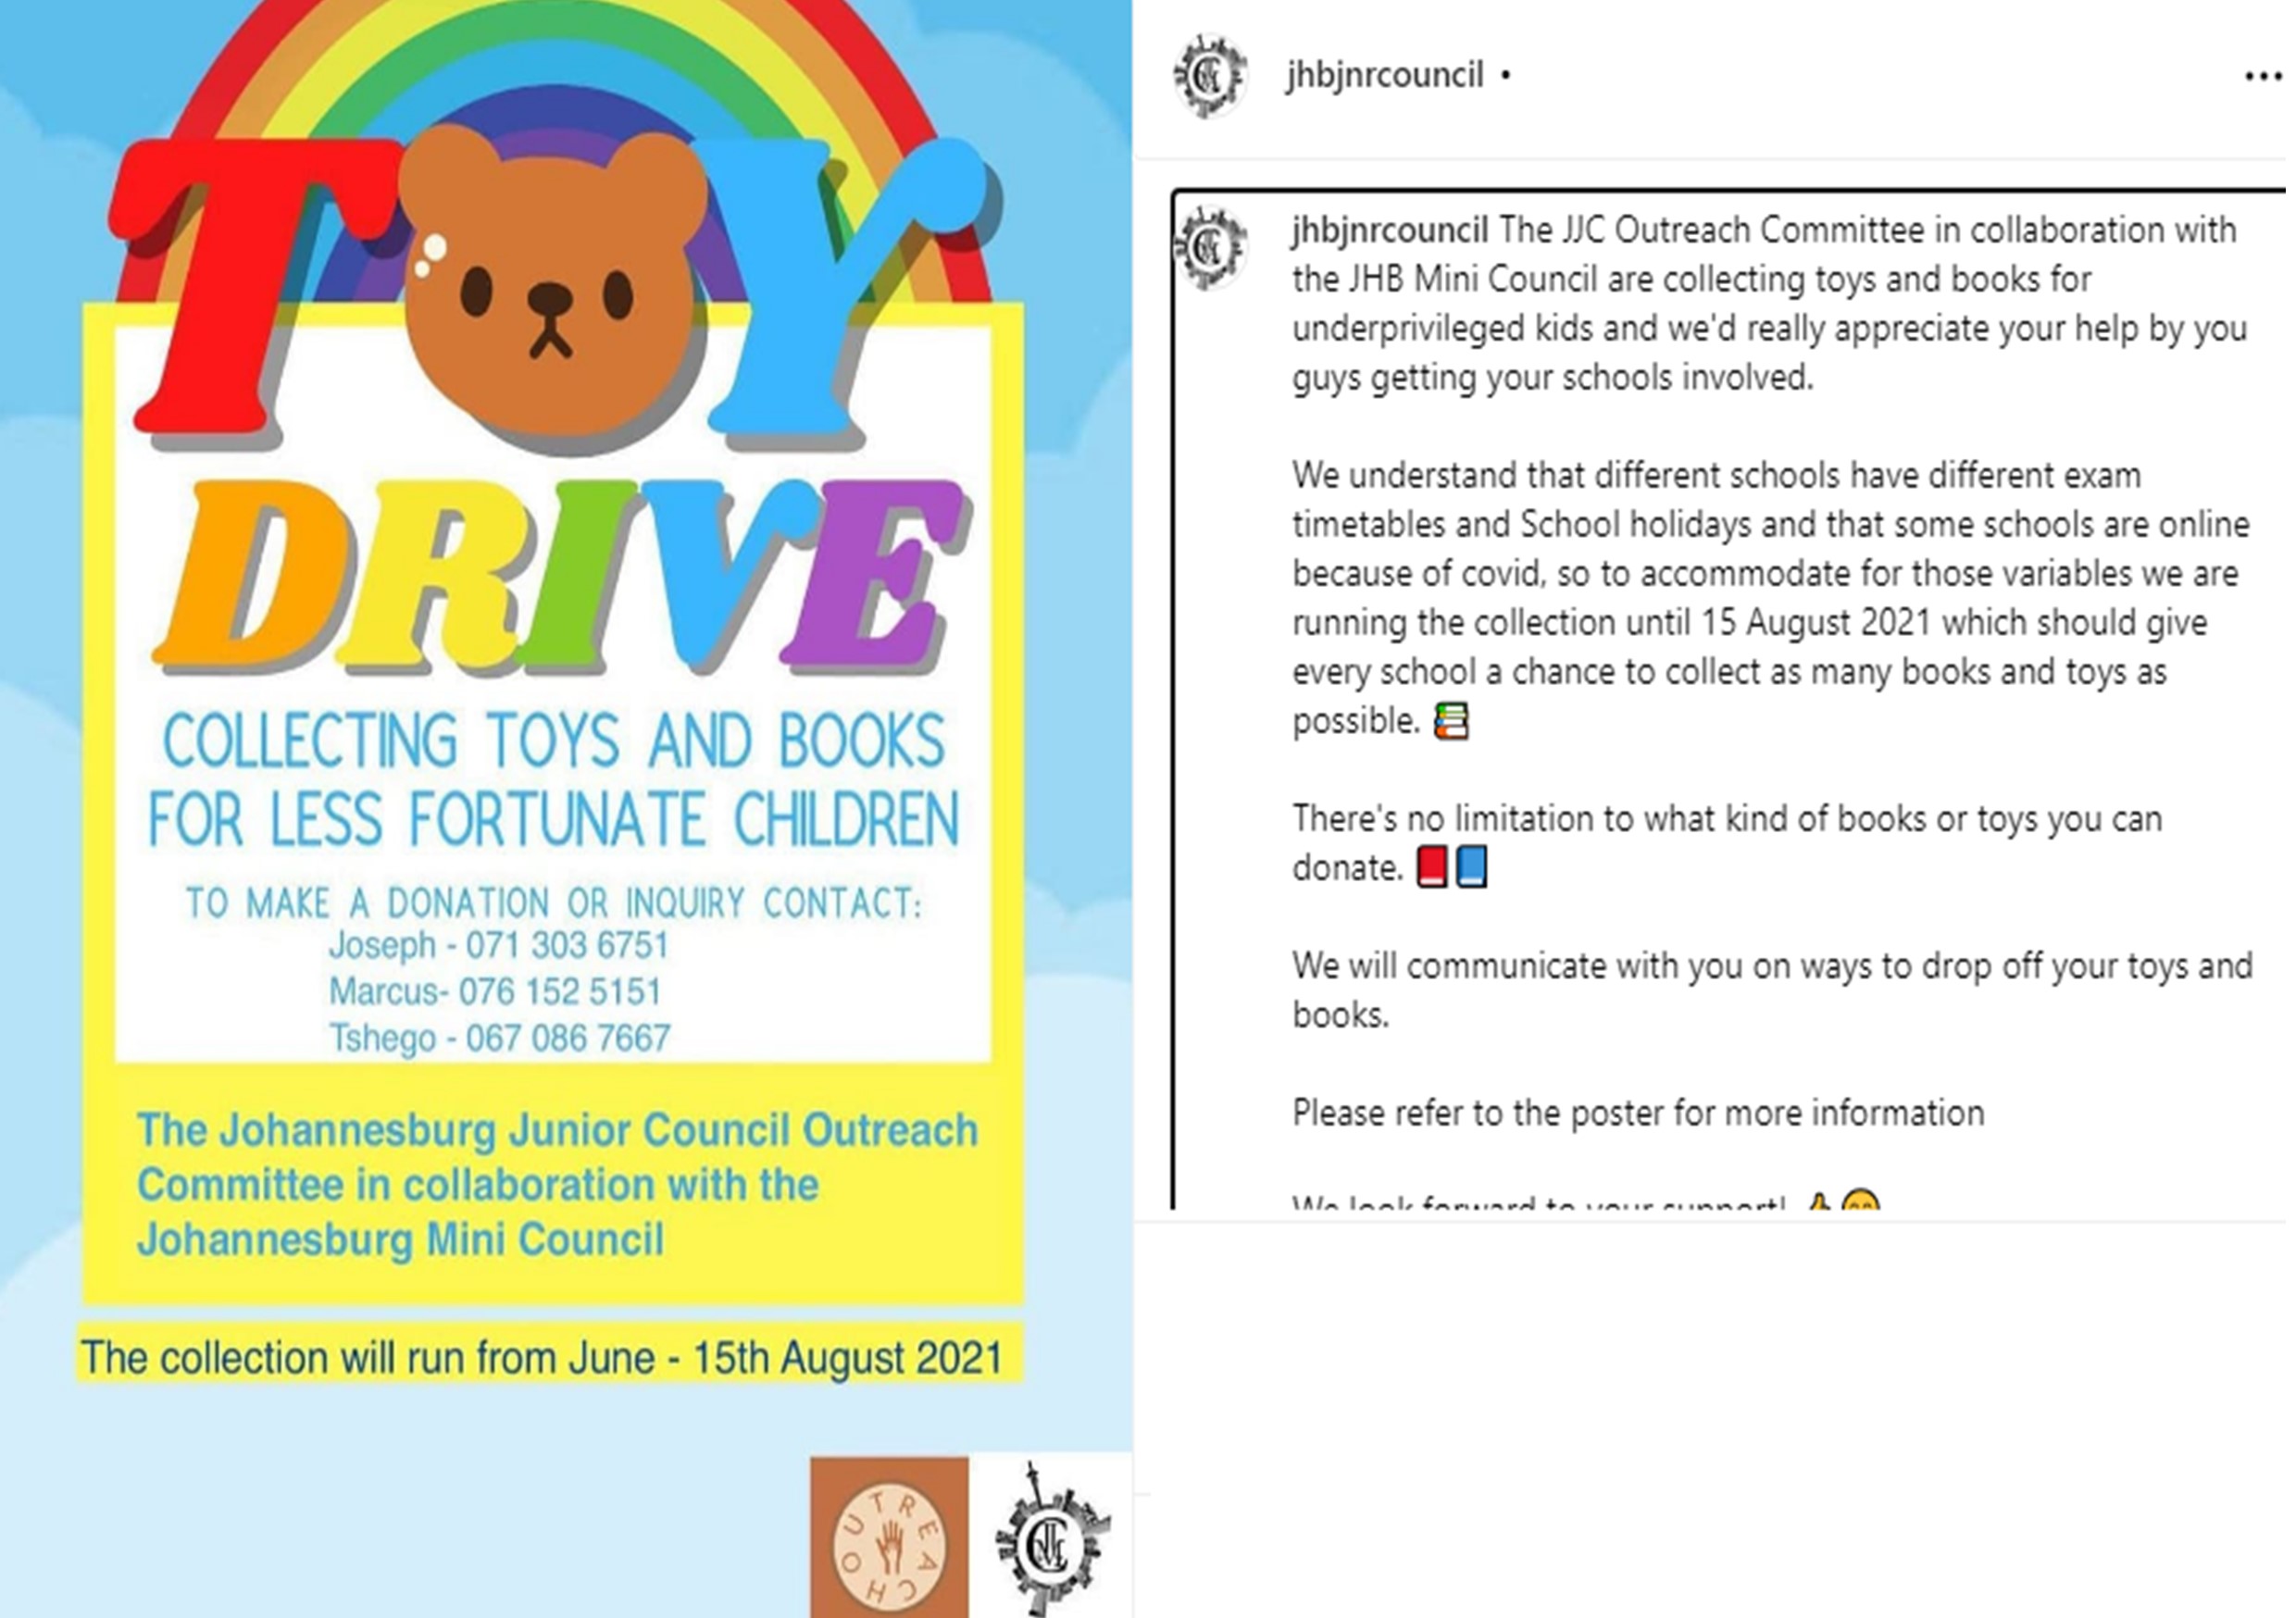 TOY
DRIVE
COLLECTING TOYS AND BOOKS
FOR LESS FORTUNATE CHILDREN
TO MAKE A DONATION OR INQUIRY CONTACT:
Joseph - 071 303 6751
Marcus- 076 152 5151
Tshego - 067 086 7667
The Johannesburg Junior Council Outreach
Committee in collaboration with the
Johannesburg Mini Council
The collection will run from June - 15th August 2021
OUTREACH
JJC
jhbjnrcouncil •
jhbjnrcouncil The JJC Outreach Committee in collaboration with
the JHB Mini Council are collecting toys and books for
underprivileged kids and we'd really appreciate your help by you
guys getting your schools involved.
We understand that different schools have different exam
timetables and School holidays and that some schools are online
because of covid, so to accommodate for those variables we are
running the collection until 15 August 2021 which should give
every school a chance to collect as many books and toys as
possible. 📚
There's no limitation to what kind of books or toys you can
donate. 📕📘
We will communicate with you on ways to drop off your toys and
books.
Please refer to the poster for more information
We look forward to your support! 👍😊